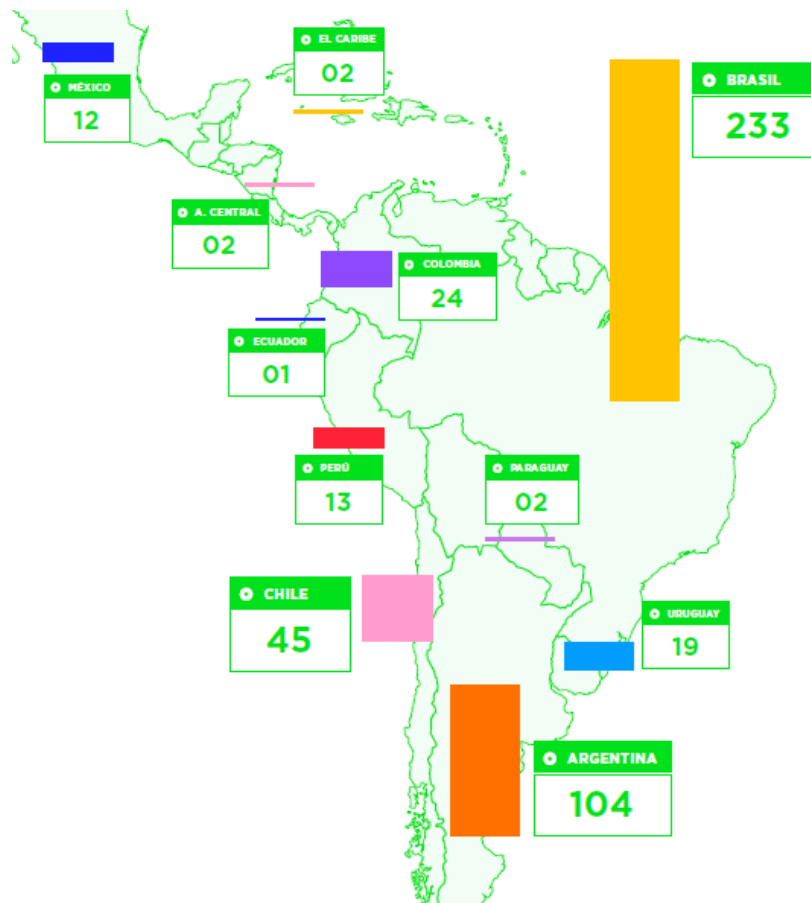 EL CARIBE
02
BRASIL
233
MÉXICO
12
A. CENTRAL
02
COLOMBIA
24
ECUADOR
01
PERÚ
13
PARAGUAY
02
CHILE
45
URUGUAY
19
ARGENTINA
104